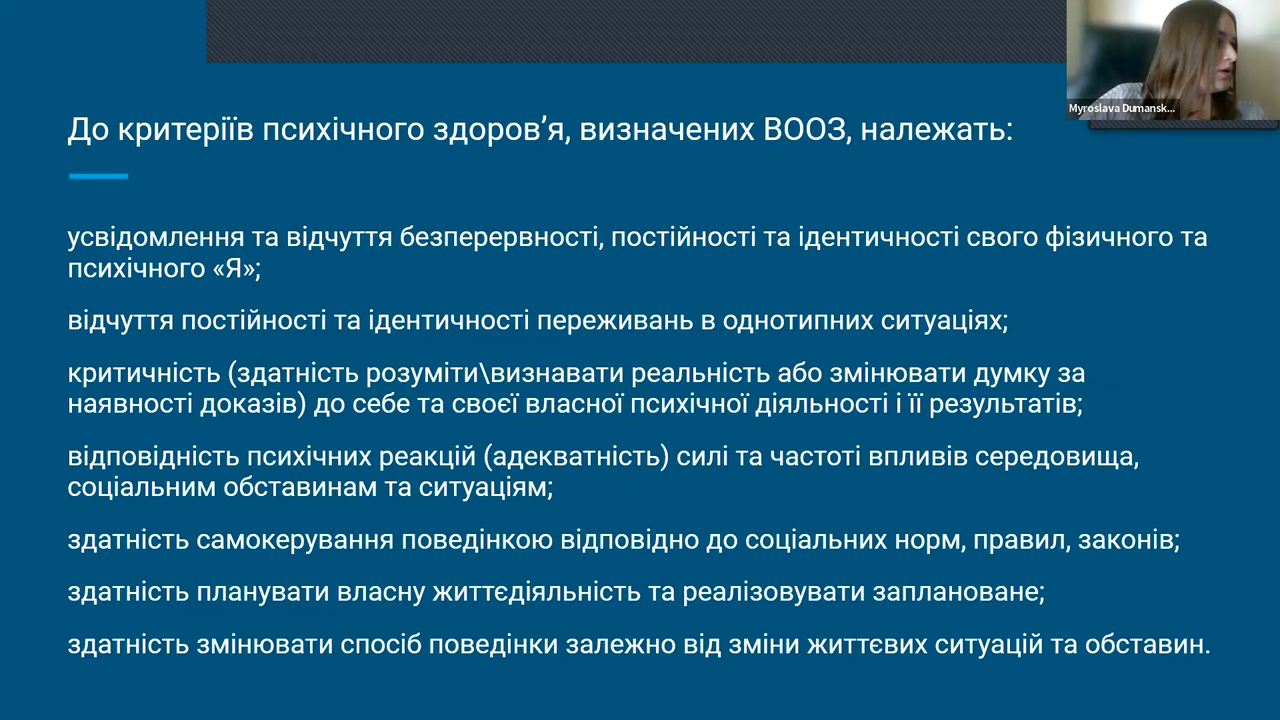 Myroslava Dumansk...
До критеріїв психічного здоров’я, визначених ВООЗ, належать:
усвідомлення та відчуття безперервності, постійності та ідентичності свого фізичного та
психічного «Я»;
відчуття постійності та ідентичності переживань в однотипних ситуаціях;
критичність (здатність розуміти\визнавати реальність або змінювати думку за
наявності доказів) до себе та своєї власної психічної діяльності і її результатів;
відповідність психічних реакцій (адекватність) силі та частоті впливів середовища,
соціальним обставинам та ситуаціям;
здатність самокерування поведінкою відповідно до соціальних норм, правил, законів;
здатність планувати власну життєдіяльність та реалізовувати заплановане;
здатність змінювати спосіб поведінки залежно від зміни життєвих ситуацій та обставин.